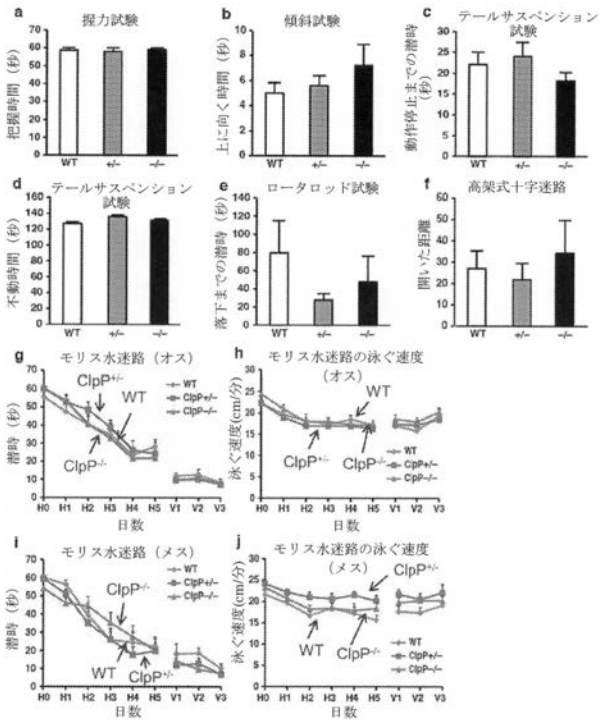 a 握力試験
把握時間 (秒)
70
60
50
40
30
20
10
0
WT +/− −/−
b 傾斜試験
上に向く時間 (秒)
10
8
6
4
2
0
WT +/− −/−
c テールサスペンション
試験
動作停止までの潜時
(秒)
30
25
20
15
10
5
0
WT +/− −/−
d テールサスペンション
試験
不動時間 (秒)
160
140
120
100
80
60
40
20
0
WT +/− −/−
e ロータロッド試験
落下までの潜時 (秒)
140
120
100
80
60
40
20
0
WT +/− −/−
f 高架式十字迷路
開いた距離
60
50
40
30
20
10
0
WT +/− −/−
g モリス水迷路 (オス)
潜時 (秒)
70
60
50
40
30
20
10
0
ClpP+/−
WT
ClpP−/−
WT
ClpP+/−
ClpP−/−
H0 H1 H2 H3 H4 H5 V1 V2 V3
日数
h モリス水迷路の泳ぐ速度
(オス)
泳ぐ速度(cm/分)
30
25
20
15
10
5
0
WT
ClpP+/−
ClpP−/−
WT
ClpP+/−
ClpP−/−
H0 H1 H2 H3 H4 H5 V1 V2 V3
日数
i モリス水迷路 (メス)
潜時 (秒)
70
60
50
40
30
20
10
0
WT
ClpP+/−
ClpP−/−
ClpP−/−
WT
ClpP+/−
H0 H1 H2 H3 H4 H5 V1 V2 V3
日数
j モリス水迷路の泳ぐ速度
(メス)
泳ぐ速度(cm/分)
30
25
20
15
10
5
0
ClpP+/−
WT
ClpP−/−
WT
ClpP+/−
ClpP−/−
H0 H1 H2 H3 H4 H5 V1 V2 V3
日数